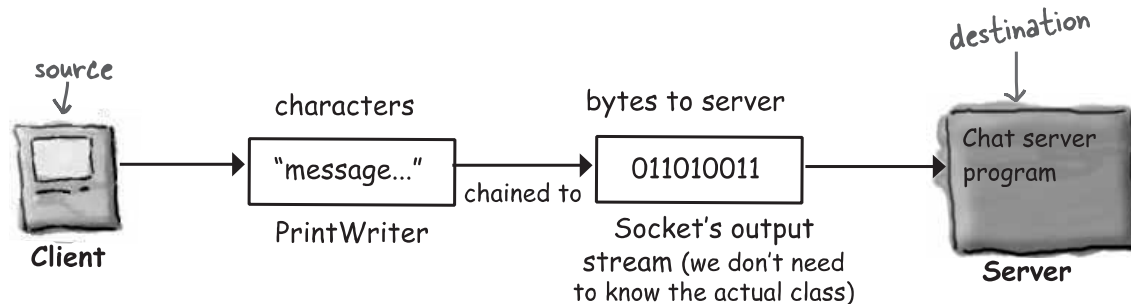 source
destination
characters
bytes to server
"message..."
chained to
011010011
Chat server
program
PrintWriter
Socket's output
stream (we don't need
to know the actual class)
Client
Server